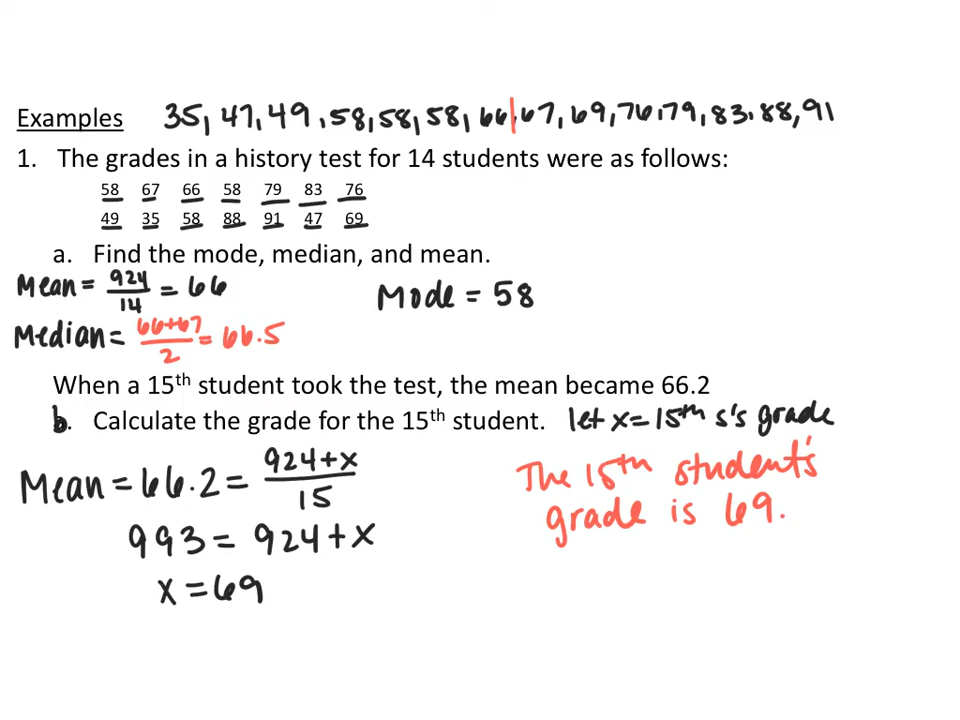 Examples 35, 47, 49, 58, 58, 58, 66, 67, 69, 76, 79, 83, 88, 91
1. The grades in a history test for 14 students were as follows:
58 67 66 58 79 83 76
49 35 58 88 91 47 69
a. Find the mode, median, and mean.
Mean = 924/14 = 66 Mode = 58
Median = 66+67/2 = 66.5
When a 15th student took the test, the mean became 66.2
b. Calculate the grade for the 15th student. let x = 15th s's grade
Mean = 66.2 = 924+x/15 The 15th student's
grade is 69.
993 = 924+x
x = 69